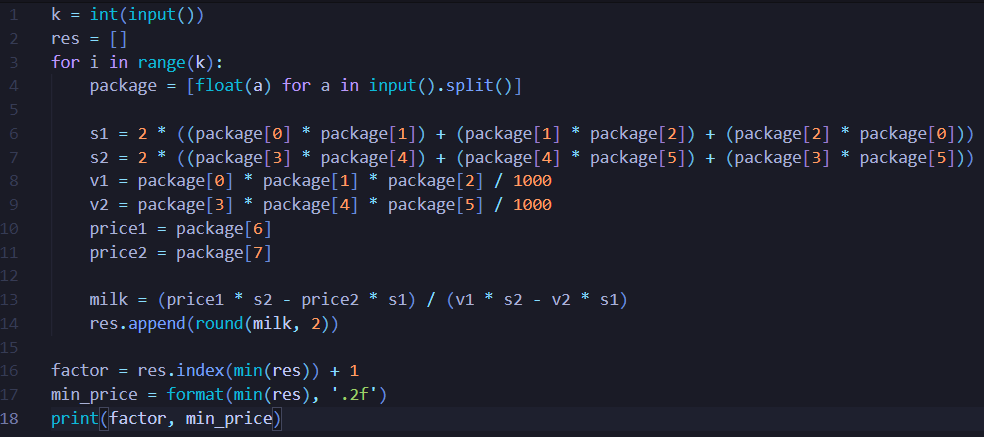 1 k = int(input())
2 res = []
3 for i in range(k):
4     package = [float(a) for a in input().split()]
5
6     s1 = 2 * ((package[0] * package[1]) + (package[1] * package[2]) + (package[2] * package[0]))
7     s2 = 2 * ((package[3] * package[4]) + (package[4] * package[5]) + (package[3] * package[5]))
8     v1 = package[0] * package[1] * package[2] / 1000
9     v2 = package[3] * package[4] * package[5] / 1000
10     price1 = package[6]
11     price2 = package[7]
12
13     milk = (price1 * s2 - price2 * s1) / (v1 * s2 - v2 * s1)
14     res.append(round(milk, 2))
15
16 factor = res.index(min(res)) + 1
17 min_price = format(min(res), '.2f')
18 print(factor, min_price)